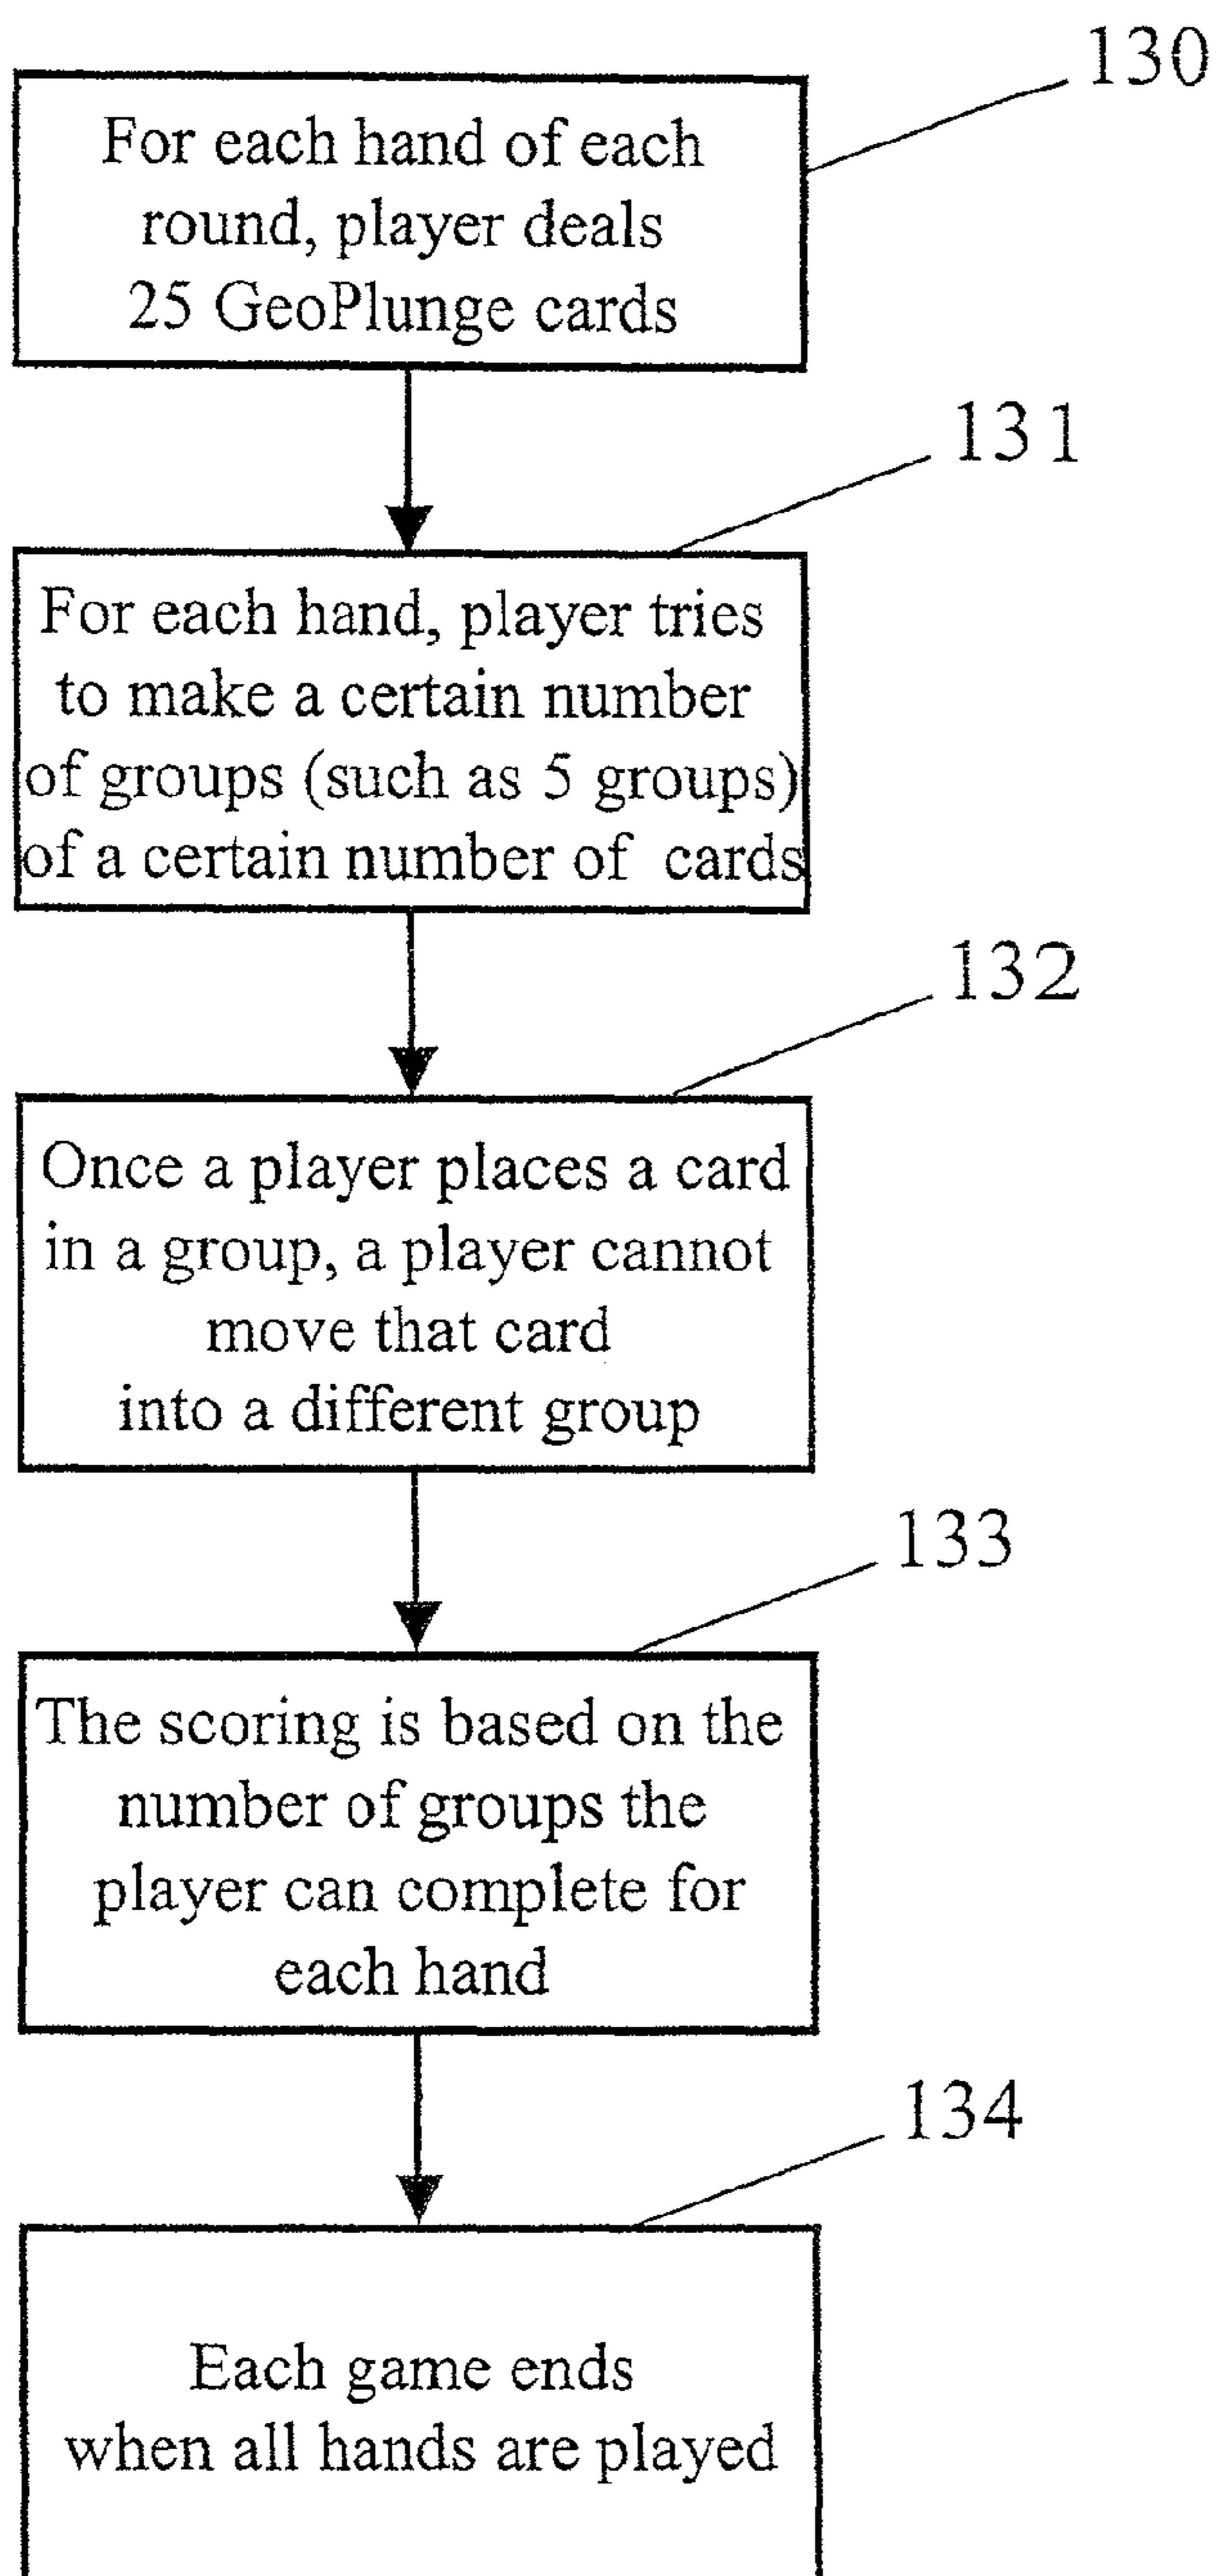 130
For each hand of each
round, player deals
25 GeoPlunge cards
131
For each hand, player tries
to make a certain number
of groups (such as 5 groups)
of a certain number of cards
132
Once a player places a card
in a group, a player cannot
move that card
into a different group
133
The scoring is based on the
number of groups the
player can complete for
each hand
134
Each game ends
when all hands are played